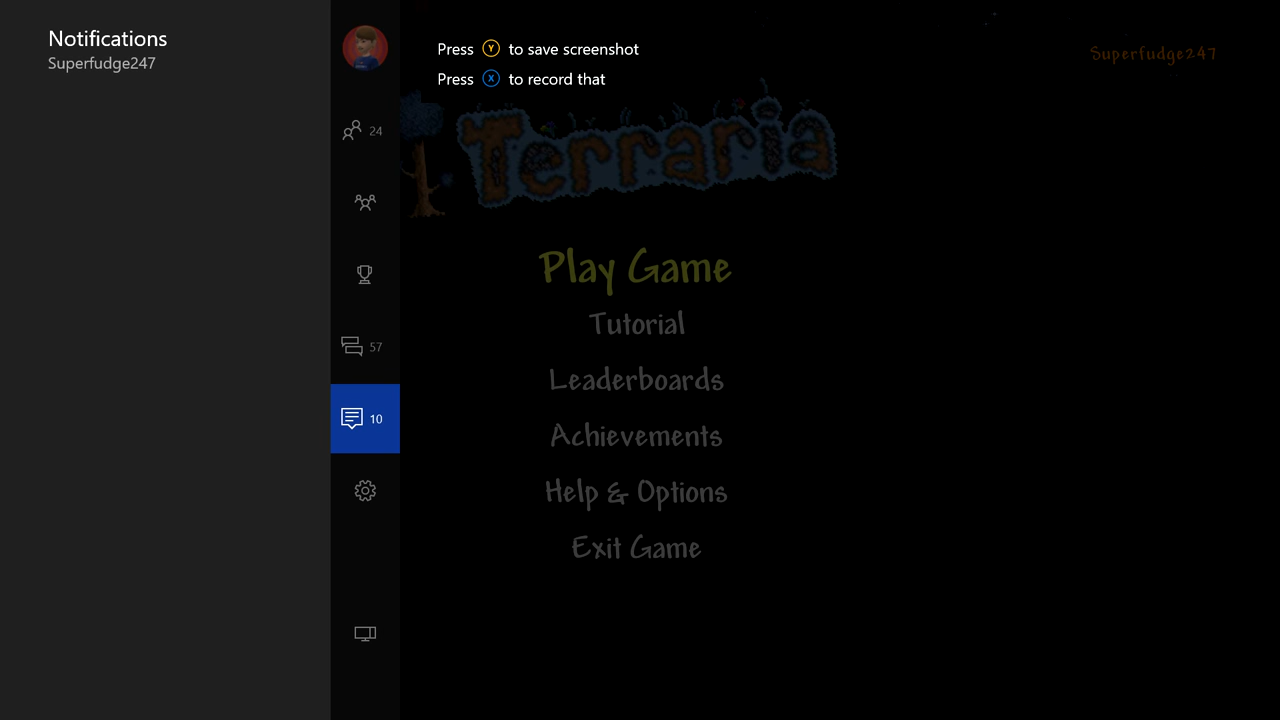 Notifications
Superfudge247
24
57
10
Press Y to save screenshot
Press X to record that
Superfudge247
Terraria
Play Game
Tutorial
Leaderboards
Achievements
Help & Options
Exit Game